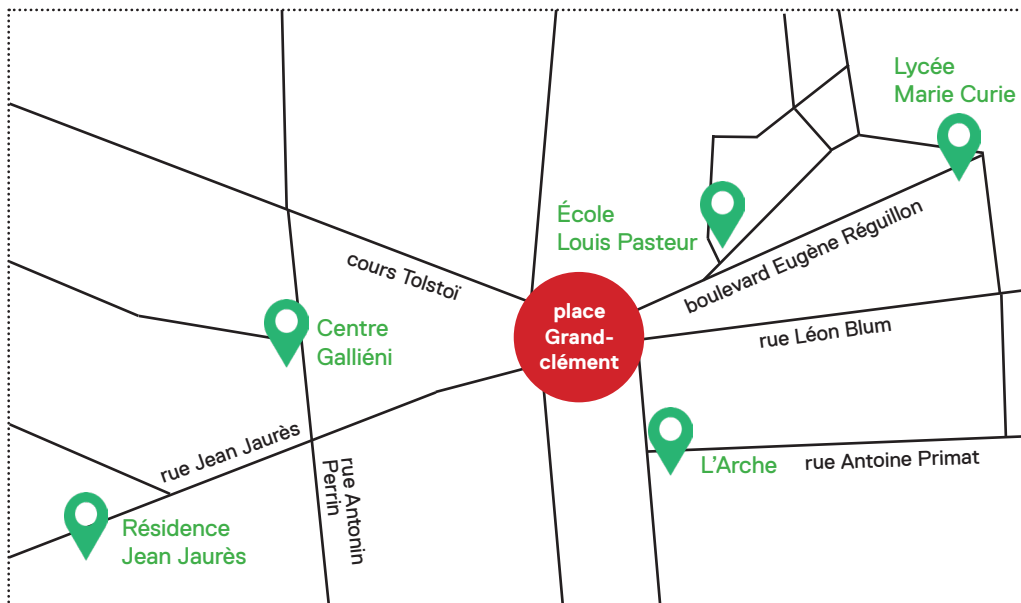 Lycée
Marie Curie
École
Louis Pasteur
cours Tolstoï
boulevard Eugène Réguillon
place
Grand-
clément
Centre
Galliéni
rue Léon Blum
rue Jean Jaurès
rue Antonin
Perrin
L'Arche
rue Antoine Primat
Résidence
Jean Jaurès